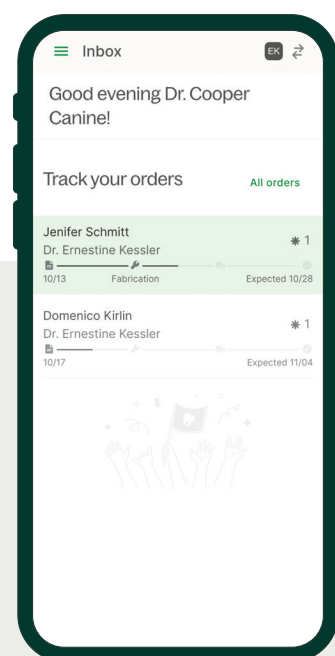 Inbox
EK
Good evening Dr. Cooper
Canine!
Track your orders
All orders
Jenifer Schmitt
1
Dr. Ernestine Kessler
10/13 Fabrication Expected 10/28
Domenico Kirlin
1
Dr. Ernestine Kessler
10/17 Expected 11/04